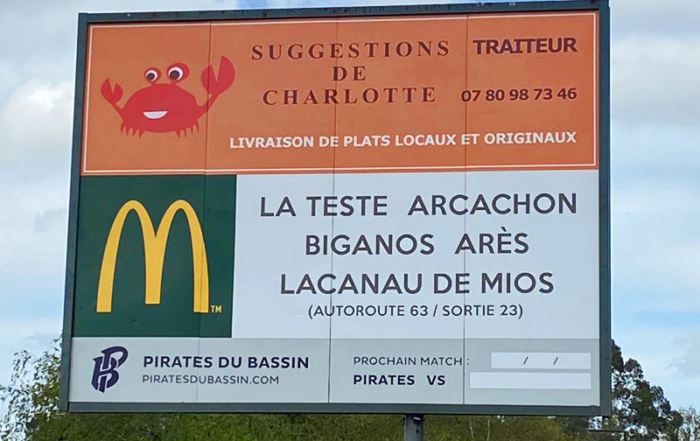 SUGGESTIONS
DE
CHARLOTTE
TRAITEUR
07 80 98 73 46
LIVRAISON DE PLATS LOCAUX ET ORIGINAUX
M TM
LA TESTE ARCACHON
BIGANOS ARÈS
LACANAU DE MIOS
(AUTOROUTE 63 / SORTIE 23)
PIRATES DU BASSIN
PIRATESDUBASSIN.COM
PROCHAIN MATCH : / /
PIRATES VS